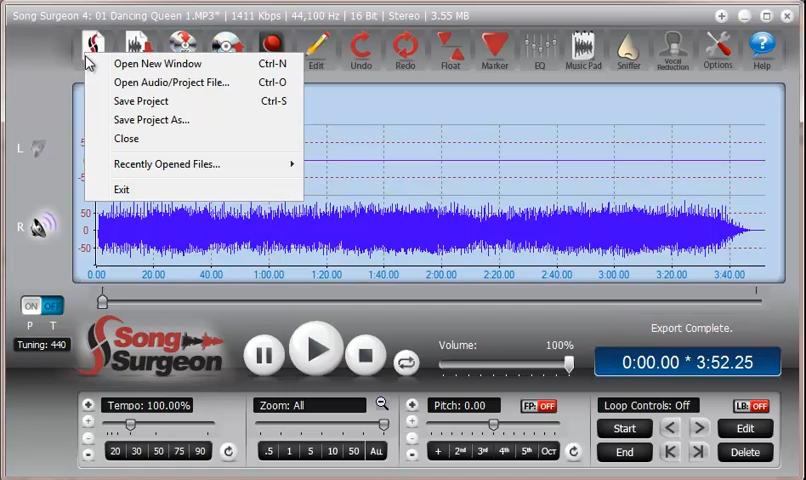 Song Surgeon 4: 01 Dancing Queen 1.MP3* | 1411 Kbps | 44,100 Hz | 16 Bit | Stereo | 3.55 MB
Open New Window Ctrl-N
Open Audio/Project File... Ctrl-O
Save Project Ctrl-S
Save Project As...
Close
Recently Opened Files...
Exit
Edit Undo Redo Float Marker EQ Music Pad Sniffer Vocal Reduction Options Help
L
R
50
0
-50
0:00 20.00 40.00 1:00.00 1:20.00 1:40.00 2:00.00 2:20.00 2:40.00 3:00.00 3:20.00 3:40.00
ON OFF
P T
Tuning: 440
Song Surgeon
Volume: 100%
Export Complete.
0:00.00 * 3:52.25
Tempo: 100.00%
20 30 50 75 90
Zoom: All
.5 1 5 10 50 ALL
Pitch: 0.00 FP: OFF
+ 2nd 3rd 4th 5th OCT
Loop Controls: Off LB: OFF
Start Edit
End Delete